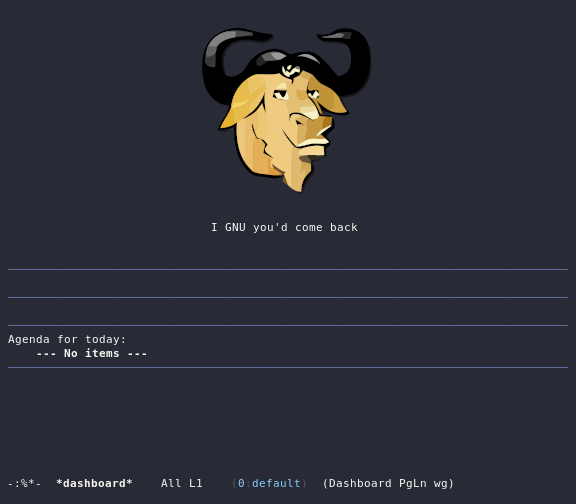 I GNU you'd come back
Agenda for today:
--- No items ---
-:%*-  *dashboard*    All L1    (0:default)  (Dashboard PgLn wg)